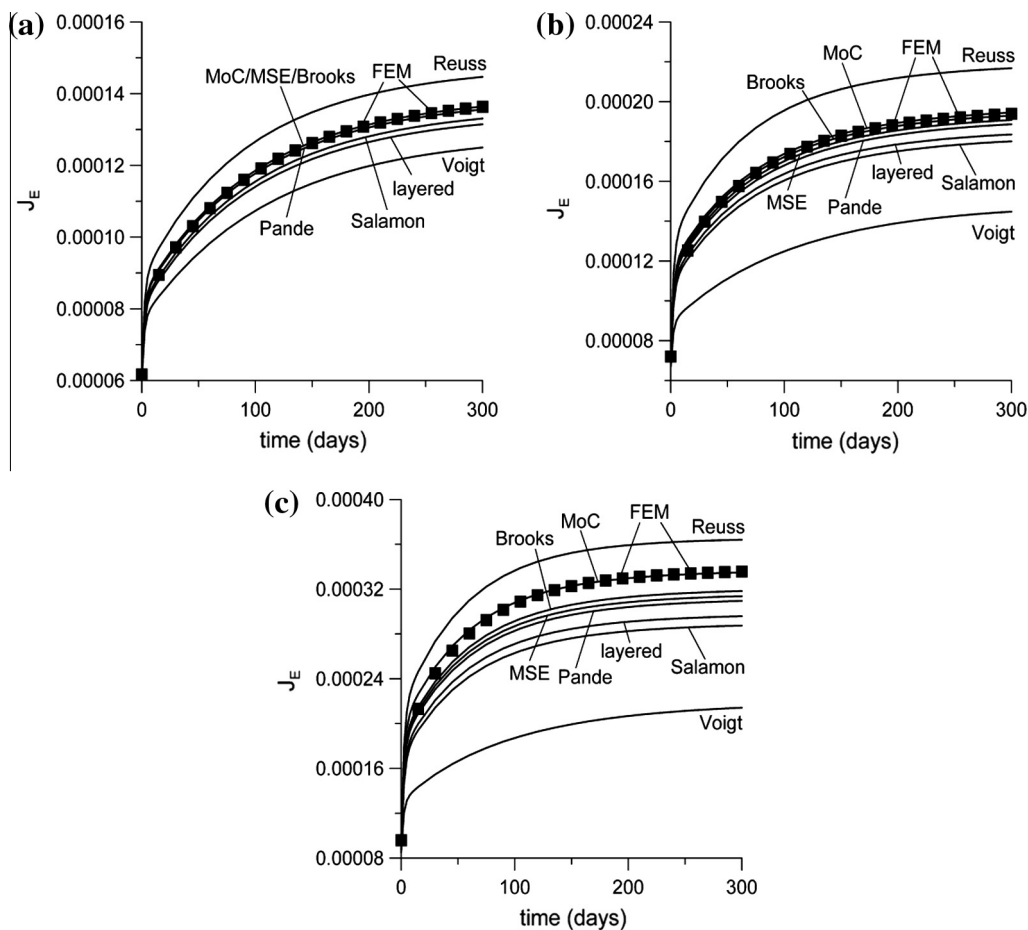 (a)
0.00016
0.00014
0.00012
0.00010
0.00008
0.00006
J_E
MoC/MSE/Brooks
FEM
Reuss
Voigt
layered
Salamon
Pande
0
100
200
300
time (days)
(b)
0.00024
0.00020
0.00016
0.00012
0.00008
J_E
Brooks
MoC
FEM
Reuss
MSE
Pande
layered
Salamon
Voigt
0
100
200
300
time (days)
(c)
0.00040
0.00032
0.00024
0.00016
0.00008
J_E
Brooks
MoC
FEM
Reuss
MSE
Pande
layered
Salamon
Voigt
0
100
200
300
time (days)